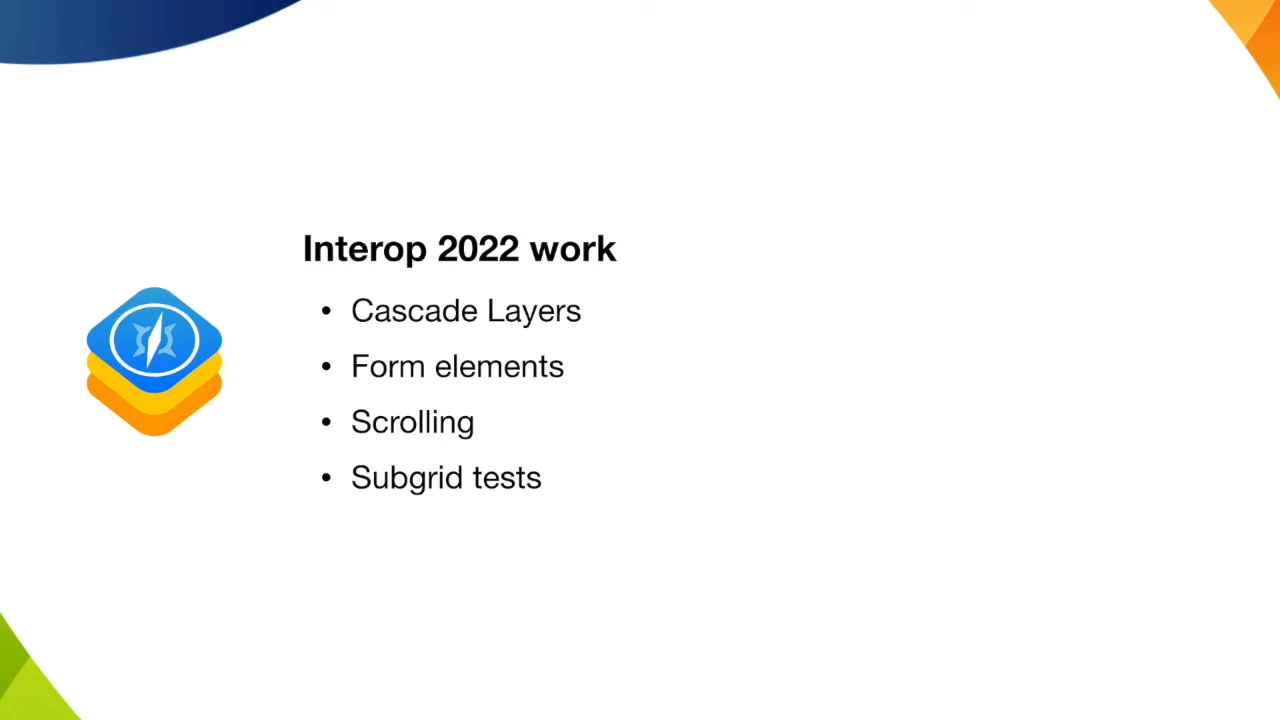 Interop 2022 work
• Cascade Layers
• Form elements
• Scrolling
• Subgrid tests